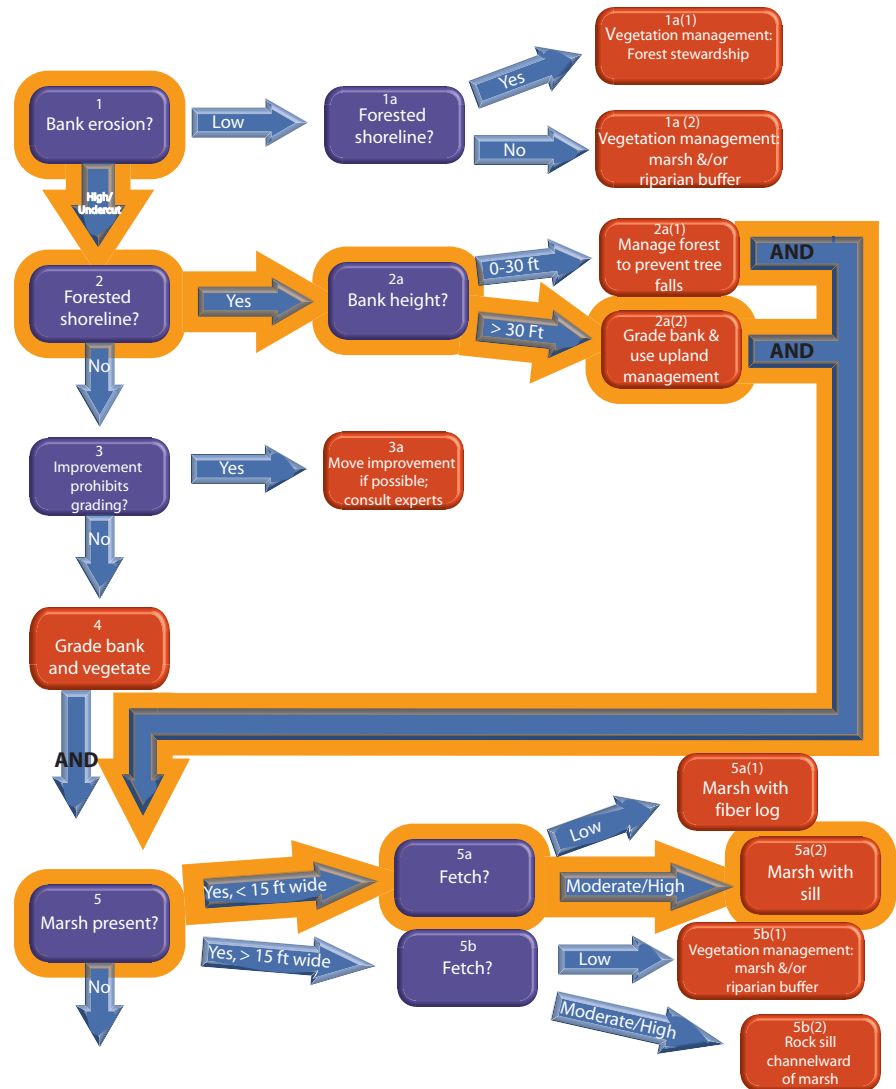 1
Bank erosion?
Low
1a
Forested
shoreline?
Yes
1a(1)
Vegetation management:
Forest stewardship
No
1a (2)
Vegetation management:
marsh &/or
riparian buffer
High/
Undercut
2
Forested
shoreline?
Yes
2a
Bank height?
0-30 ft
2a(1)
Manage forest
to prevent tree
falls
AND
> 30 Ft
2a(2)
Grade bank &
use upland
management
AND
No
3
Improvement
prohibits
grading?
Yes
3a
Move improvement
if possible;
consult experts
No
4
Grade bank
and vegetate
AND
5
Marsh present?
Yes, < 15 ft wide
5a
Fetch?
Low
5a(1)
Marsh with
fiber log
Moderate/High
5a(2)
Marsh with
sill
Yes, > 15 ft wide
5b
Fetch?
Low
5b(1)
Vegetation management:
marsh &/or
riparian buffer
Moderate/High
5b(2)
Rock sill
channelward
of marsh
No